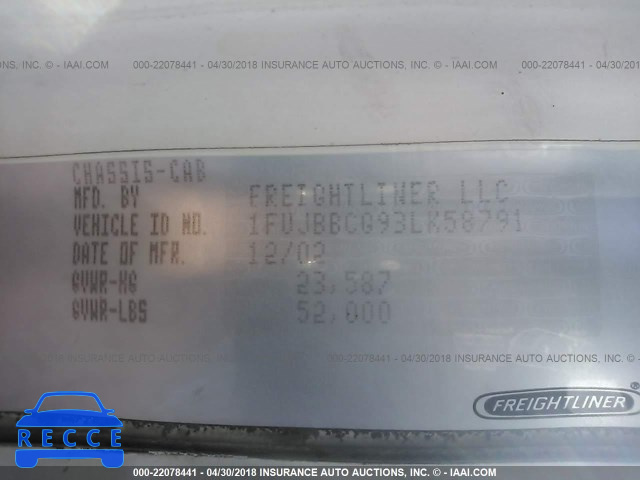 000-22078441 - 04/30/2018 INSURANCE AUTO AUCTIONS, INC. - © IAAI.COM
CHASSIS-CAB
MFD. BY FREIGHTLINER LLC
VEHICLE ID NO. 1FUJBBCG93LK58791
DATE OF MFR. 12/02
GVWR-KG 23,587
GVWR-LBS 52,000
000-22078441 - 04/30/2018 INSURANCE AUTO AUCTIONS, INC. - © IAAI.COM
FREIGHTLINER
RECCE
000-22078441 - 04/30/2018 INSURANCE AUTO AUCTIONS, INC. - © IAAI.COM